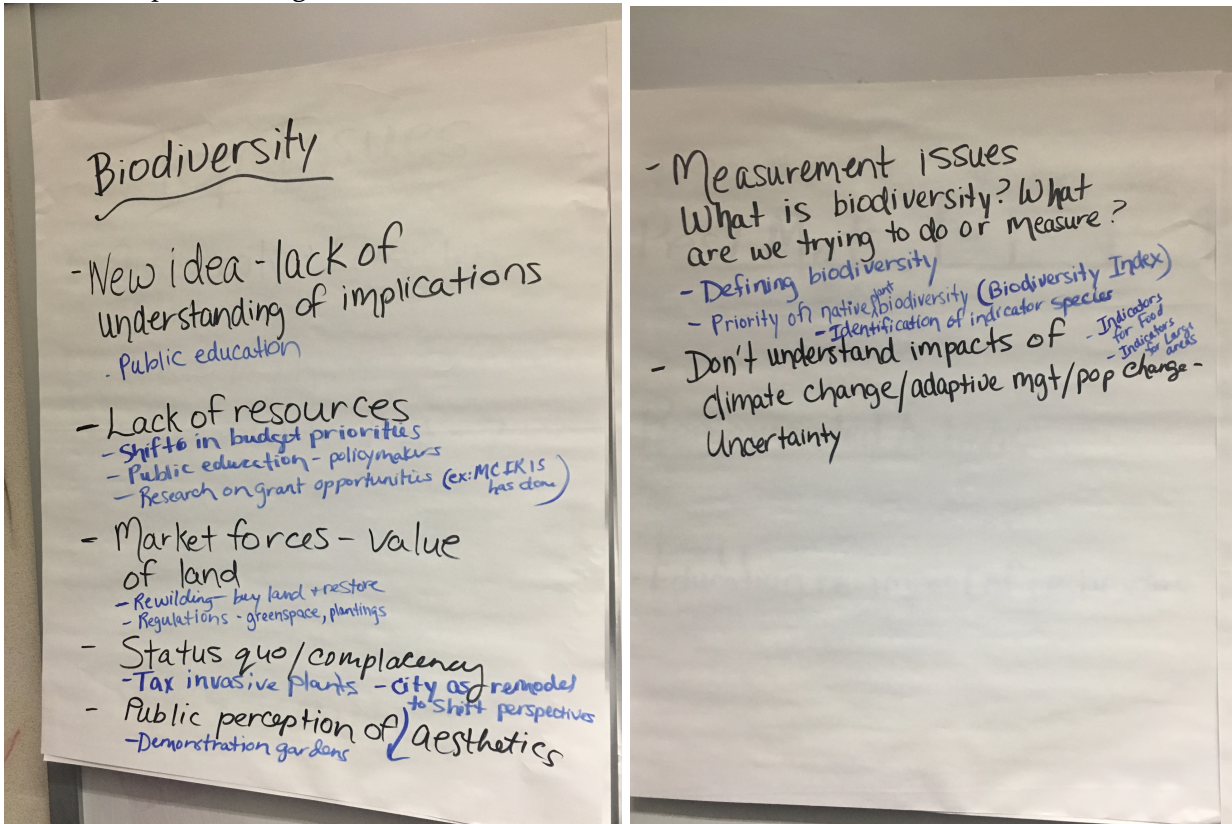 Biodiversity
- New idea - lack of
understanding of implications
. Public education
- Lack of resources
- Shifts in budget priorities
- Public education - policymakers
- Research on grant opportunities (ex: MCIRIS
has done)
- Market forces - value
of land
- Rewilding - buy land + restore
- Regulations - greenspace, plantings
- Status quo/complacency
- Tax invasive plants - City as remodel
to shift perspectives
- Public perception of aesthetics
- Demonstration gardens
- Measurement issues
What is biodiversity? What
are we trying to do or measure?
- Defining biodiversity
- Priority on native plant biodiversity (Biodiversity Index)
- Identification of indicator species
- Indicators
for Food
- Indicators
for Large
areas
- Don't understand impacts of
climate change/adaptive mgt/pop change -
Uncertainty